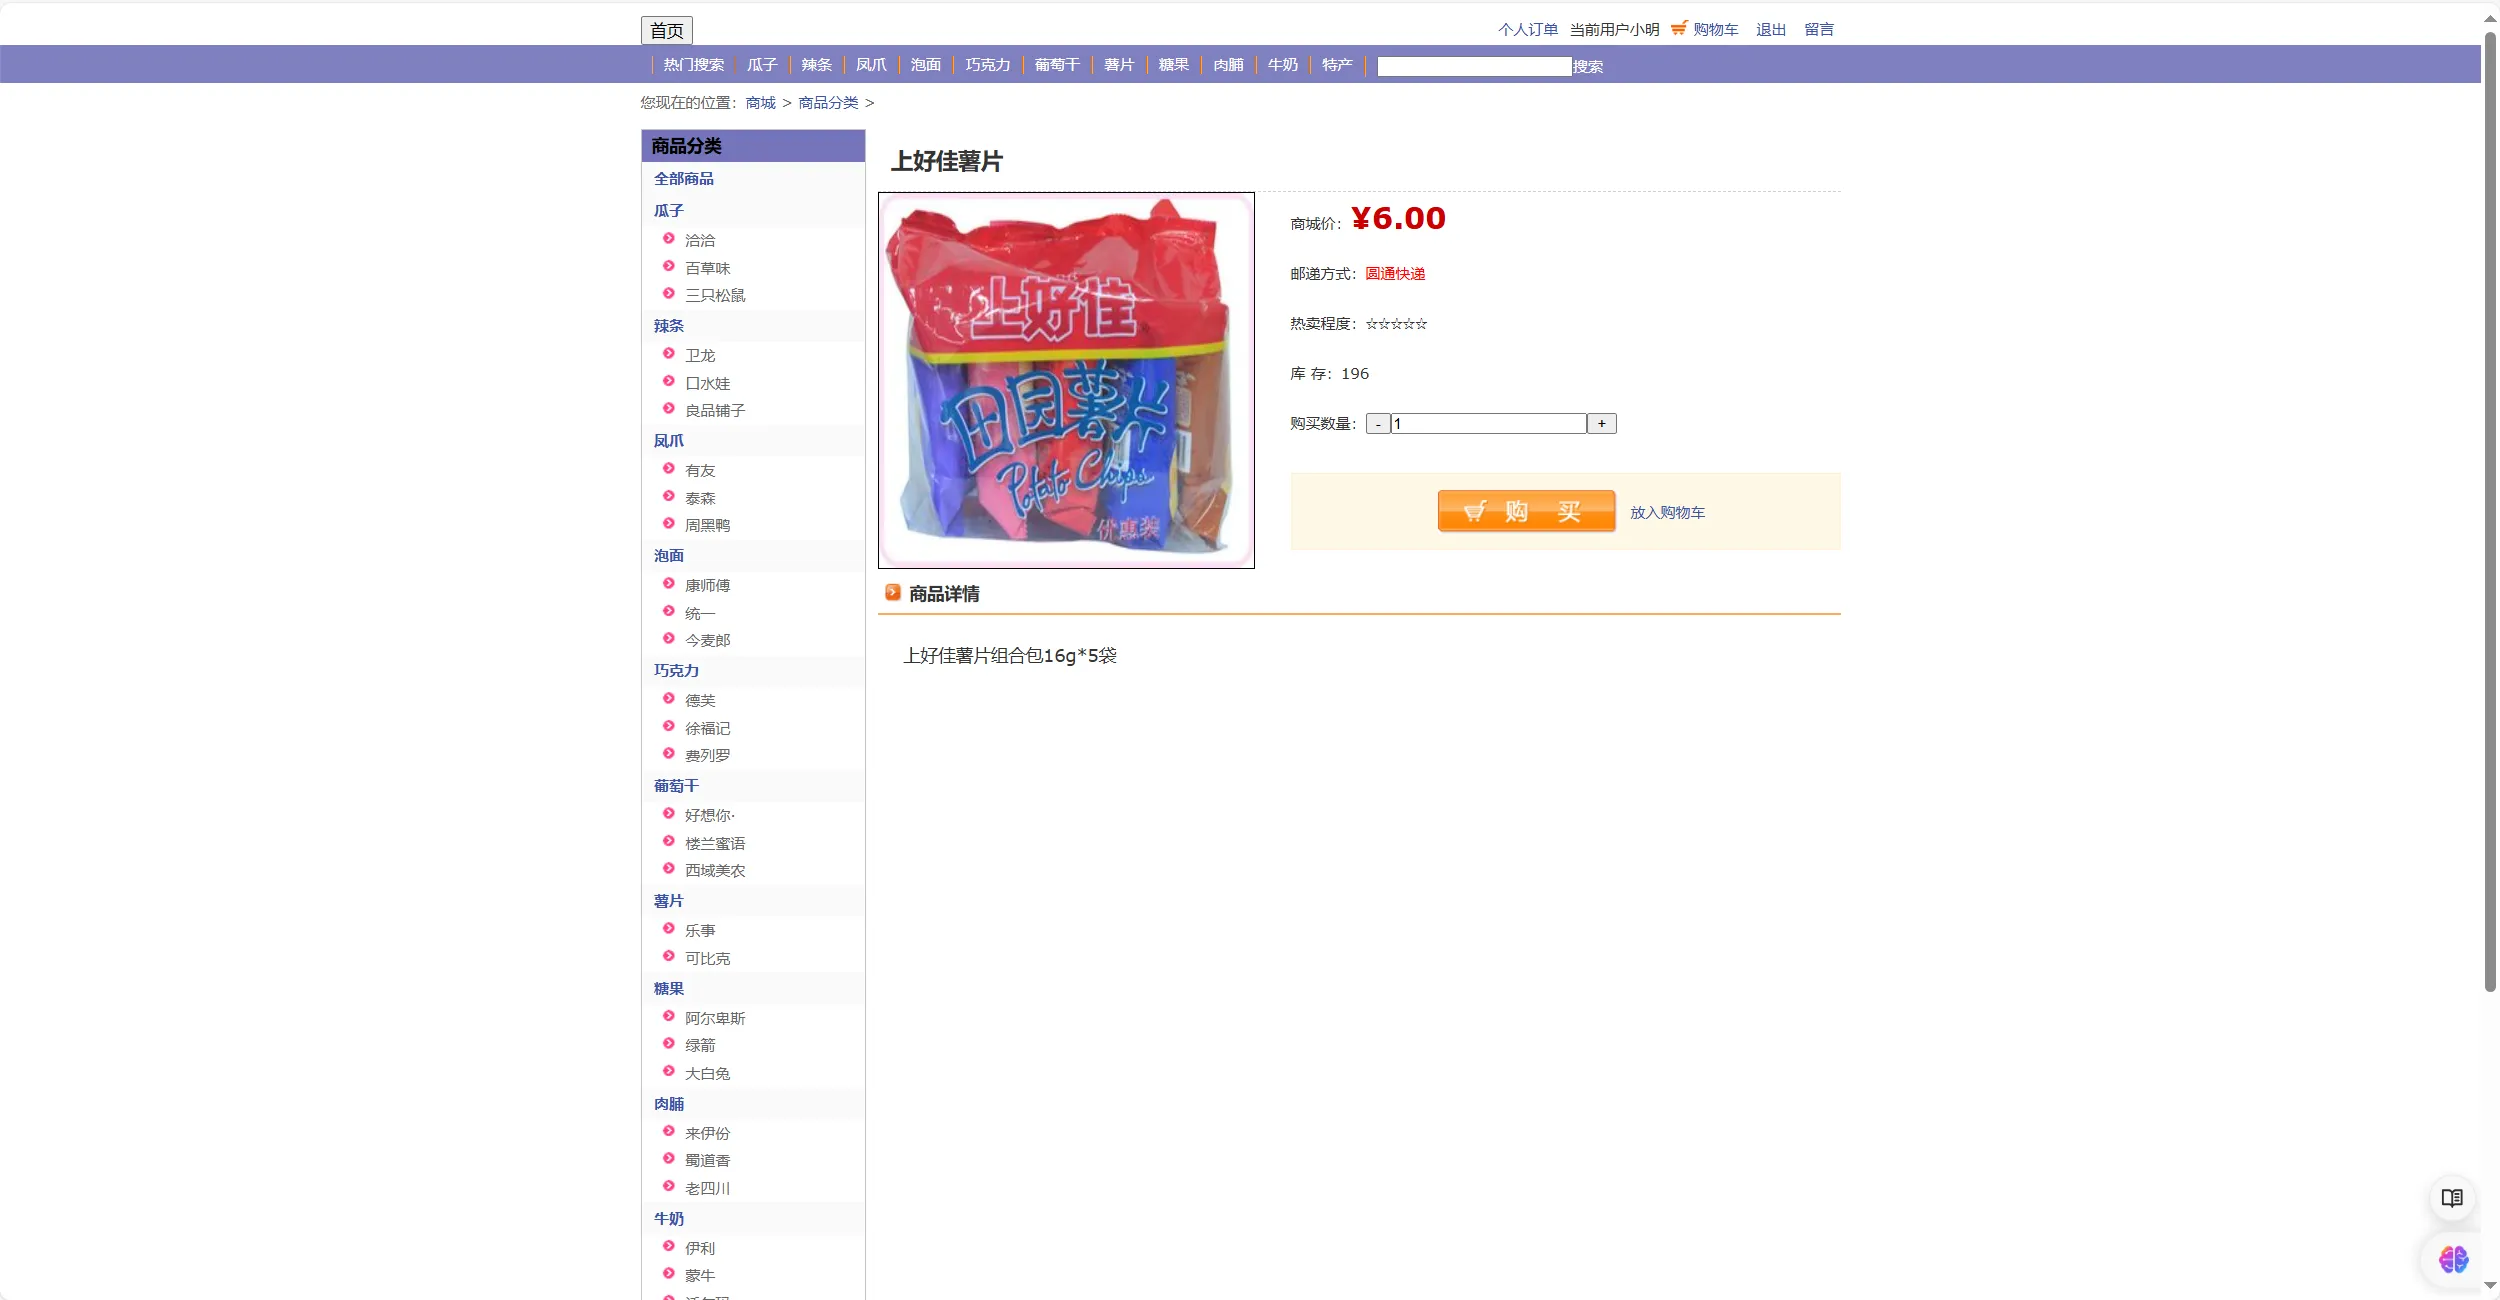 首页
个人订单 当前用户小明 购物车 退出 留言
热门搜索 瓜子 辣条 凤爪 泡面 巧克力 葡萄干 薯片 糖果 肉脯 牛奶 特产 搜索
您现在的位置：商城 > 商品分类 >
商品分类
全部商品
瓜子
洽洽
百草味
三只松鼠
辣条
卫龙
口水娃
良品铺子
凤爪
有友
泰森
周黑鸭
泡面
康师傅
统一
今麦郎
巧克力
德芙
徐福记
费列罗
葡萄干
好想你·
楼兰蜜语
西域美农
薯片
乐事
可比克
糖果
阿尔卑斯
绿箭
大白兔
肉脯
来伊份
蜀道香
老四川
牛奶
伊利
蒙牛
上好佳薯片
上好佳
田园薯片
Potato Chips
优惠装
商城价：¥6.00
邮递方式：圆通快递
热卖程度：☆☆☆☆☆
库 存：196
购买数量：- 1 +
购 买 放入购物车
商品详情
上好佳薯片组合包16g*5袋